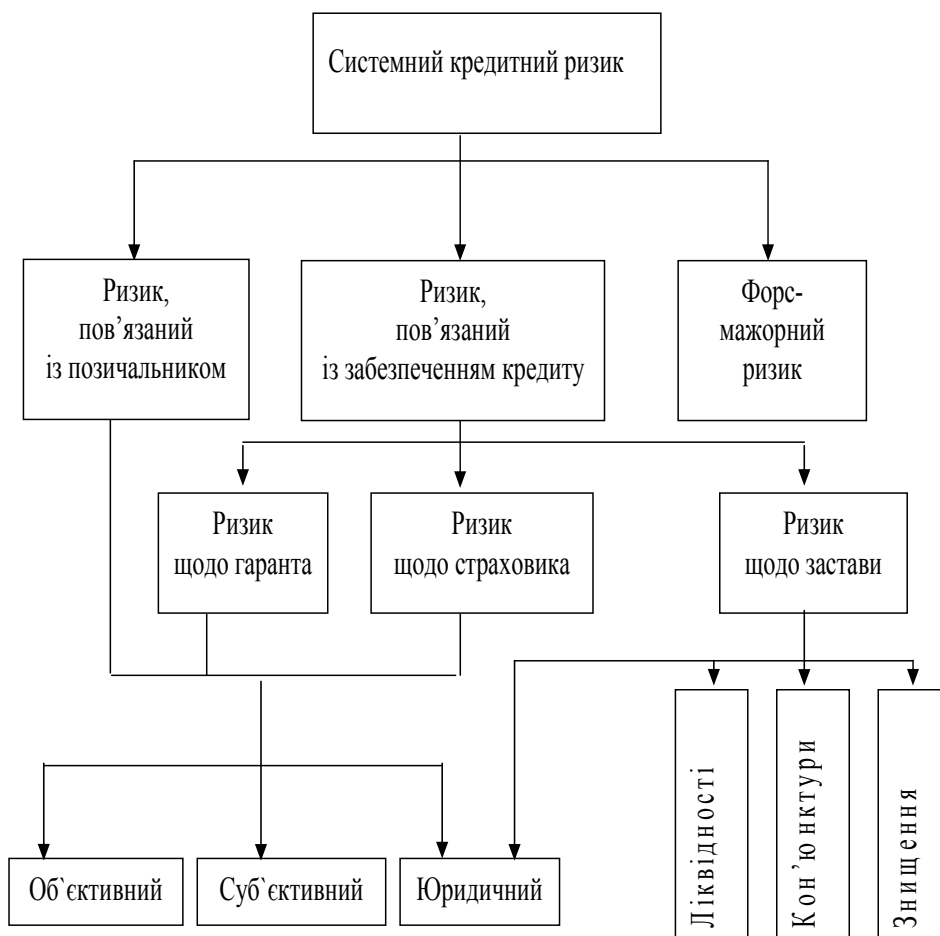 Системний кредитний ризик
Ризик,
пов’язаний
із позичальником
Ризик,
пов’язаний
із забезпеченням кредиту
Форс-
мажорний
ризик
Ризик
щодо гаранта
Ризик
щодо страховика
Ризик
щодо застави
Об`єктивний
Суб`єктивний
Юридичний
Ліквідності
Кон’юнктури
Знищення